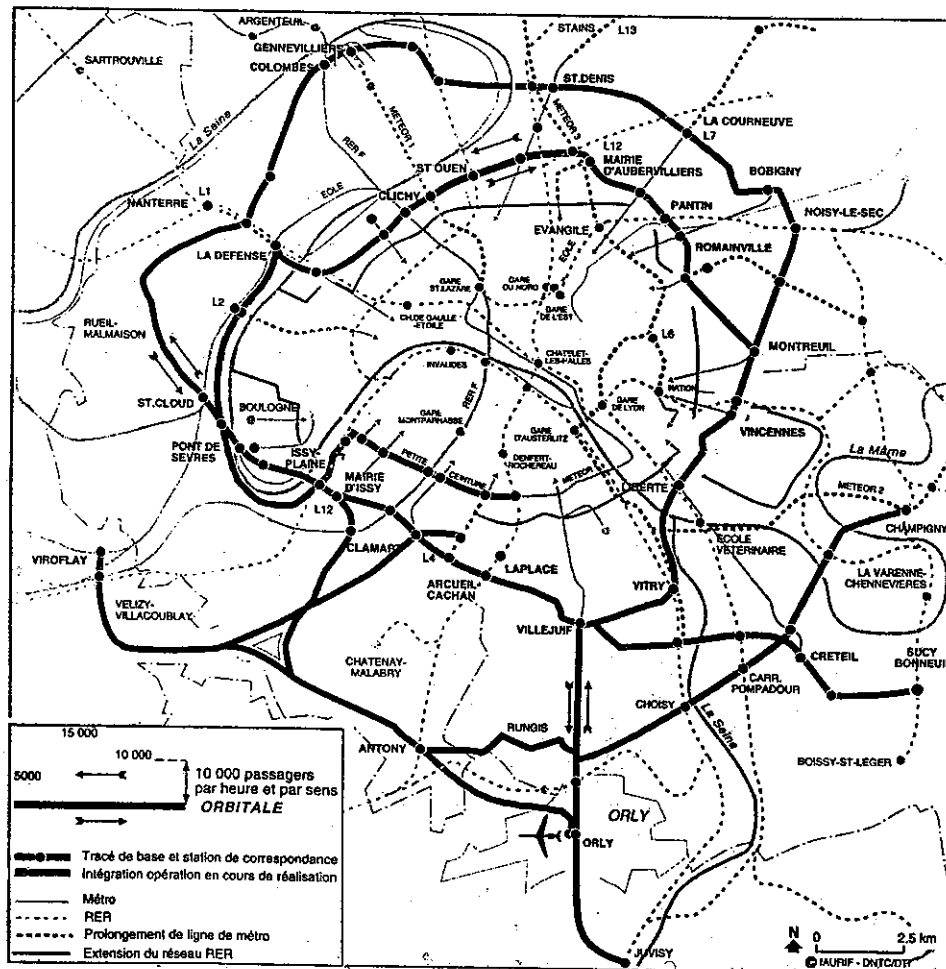 ARGENTEUIL
GENNEVILLIERS
COLOMBES
SARTROUVILLE
STAINS
L13
ST.DENIS
La Seine
METEOR 1
METEOR 3
RER F
LA COURNEUVE
L7
L12
MAIRIE
D'AUBERVILLIERS
BOBIGNY
ST OUEN
EOLE
CLICHY
PANTIN
L1
NANTERRE
NOISY-LE-SEC
EVANGILE
EOLE
ROMAINVILLE
LA DEFENSE
GARE
ST.LAZARE
GARE
DU NORD
GARE
DE L'EST
L2
CH.DE GAULLE
-ETOILE
L6
RUEIL-
MALMAISON
MONTREUIL
CHATELET-
LES-HALLES
INVALIDES
NATION
ST.CLOUD
BOULOGNE
RER F
GARE
MONTPARNASSE
GARE
DE LYON
VINCENNES
GARE
D'AUSTERLITZ
PONT DE
SEVRES
ISSY-
PLAINE
PETITE
CEINTURE
DENFERT-
ROCHEREAU
La Marne
MAIRIE
D'ISSY
METEOR
LIBERTE
METEOR 2
L12
CHAMPIGNY
CLAMART
ECOLE
VETERINAIRE
VIROFLAY
L4
LAPLACE
ARCUEIL
CACHAN
VITRY
LA VARENNE-
CHENNEVIERES
VELIZY-
VILLACOUBLAY
VILLEJUIF
CHATENAY-
MALABRY
CRETEIL
SUCY
BONNEUIL
CARR.
POMPADOUR
CHOISY
La Seine
RUNGIS
ANTONY
BOISSY-ST-LEGER
15 000
10 000
5000
10 000 passagers
par heure et par sens
ORBITALE
ORLY
ORLY
Tracé de base et station de correspondance
Intégration opération en cours de réalisation
Métro
RER
Prolongement de ligne de métro
Extension du réseau RER
JUVISY
N
0 2.5 km
© IAURIF - DNTC/DTI